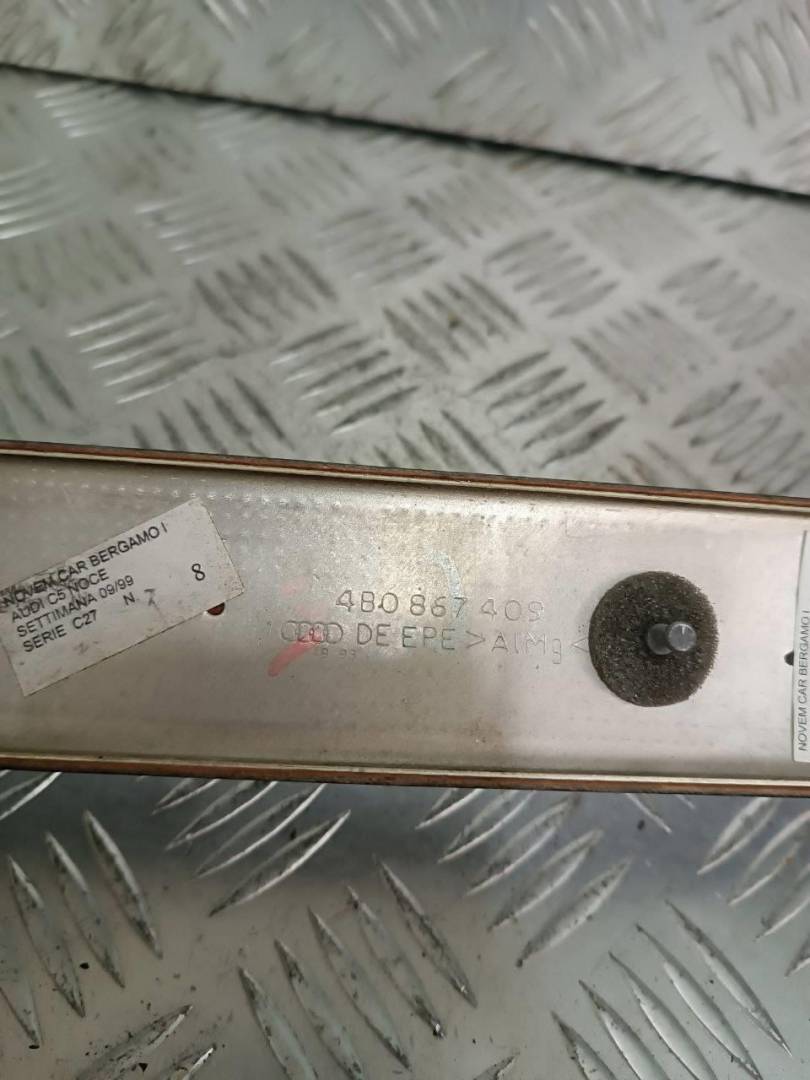 NOVEM CAR BERGAMO I
AUDI C5 NOCE
SETTIMANA 09/99
SERIE C27 N 7 8
4B0 867 409
DE EPE >AlMg<
NOVEM CAR BERGAMO